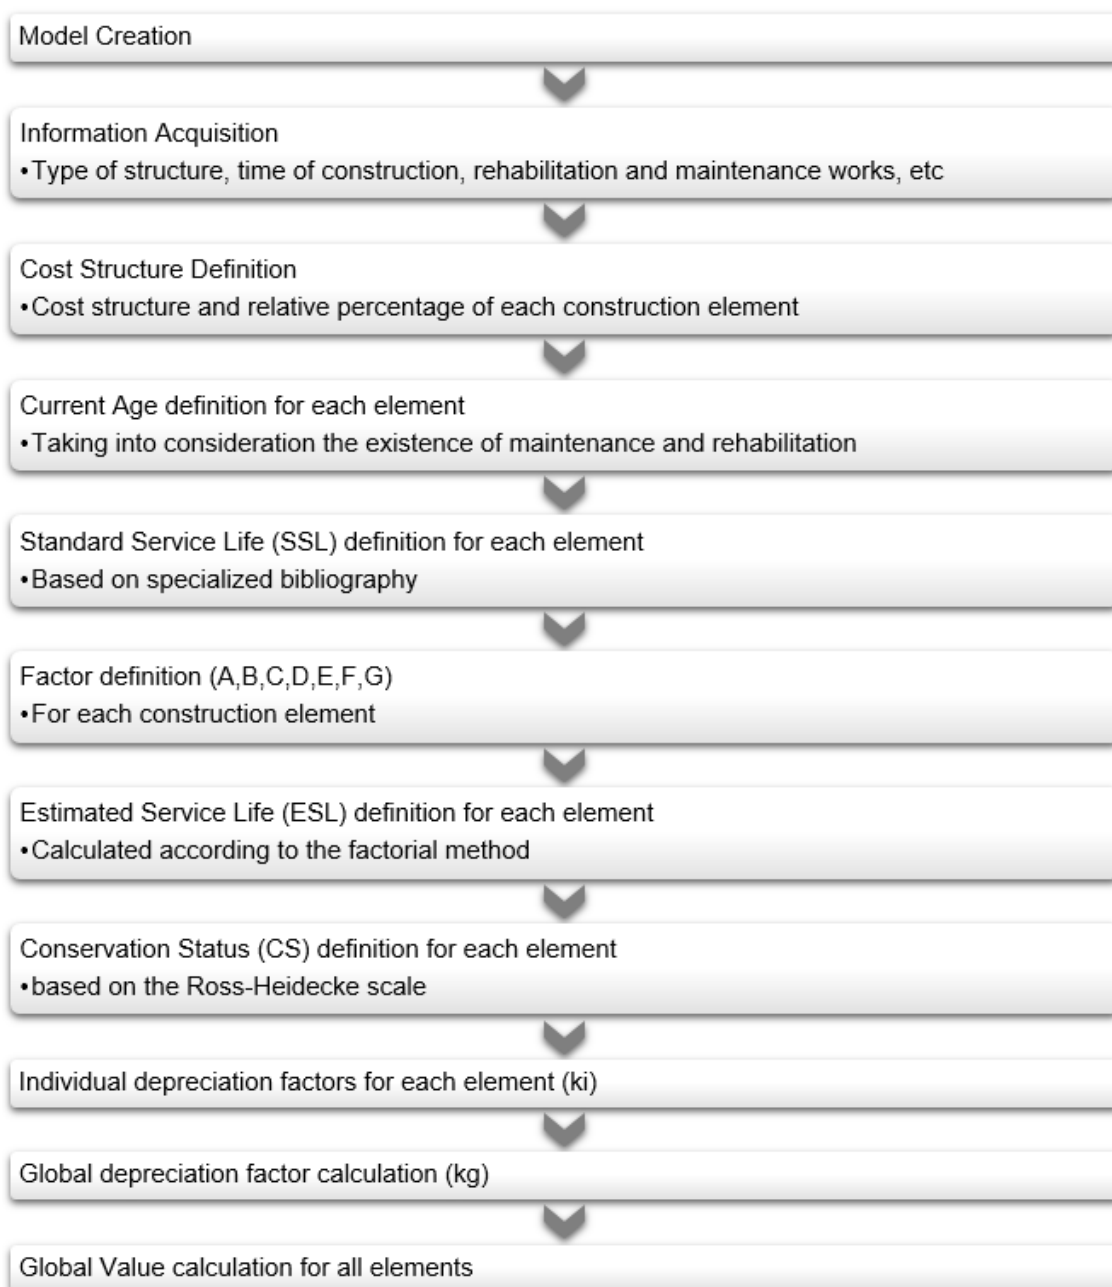 Model Creation
Information Acquisition
•Type of structure, time of construction, rehabilitation and maintenance works, etc
Cost Structure Definition
•Cost structure and relative percentage of each construction element
Current Age definition for each element
•Taking into consideration the existence of maintenance and rehabilitation
Standard Service Life (SSL) definition for each element
•Based on specialized bibliography
Factor definition (A,B,C,D,E,F,G)
•For each construction element
Estimated Service Life (ESL) definition for each element
•Calculated according to the factorial method
Conservation Status (CS) definition for each element
•based on the Ross-Heidecke scale
Individual depreciation factors for each element (ki)
Global depreciation factor calculation (kg)
Global Value calculation for all elements